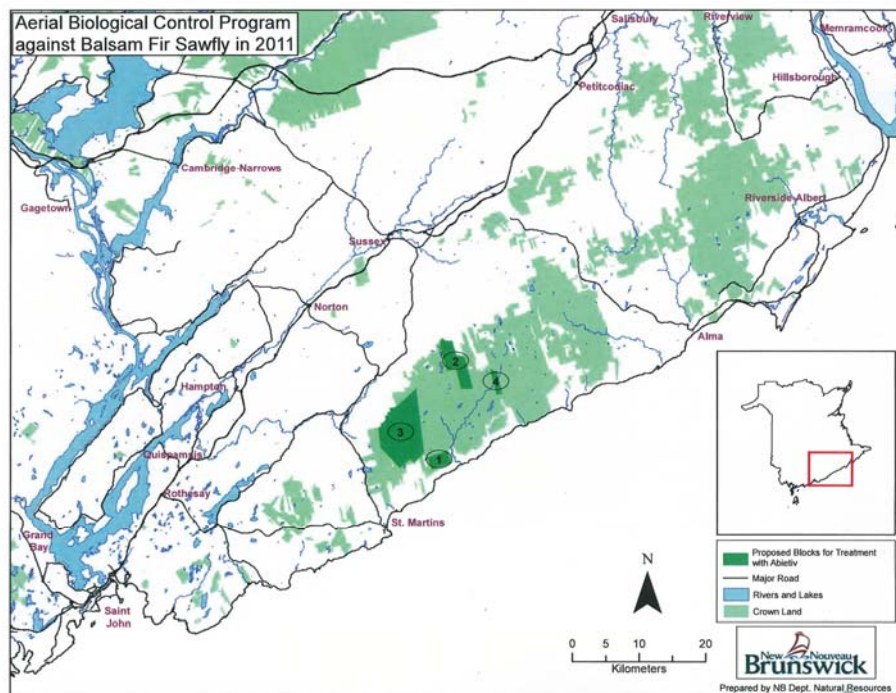 Aerial Biological Control Program
against Balsam Fir Sawfly in 2011
Salisbury
Riverview
Memramcook
Hillsborough
Petitcodiac
Cambridge-Narrows
Gagetown
Riverside-Albert
Sussex
Norton
Alma
Hampton
2
4
3
1
Quispamsis
Rothesay
St. Martins
Grand
Bay
Saint
John
N
0 5 10 20
Kilometers
Proposed Blocks for Treatment
with Abietiv
Major Road
Rivers and Lakes
Crown Land
New Nouveau
Brunswick
Prepared by NB Dept. Natural Resources